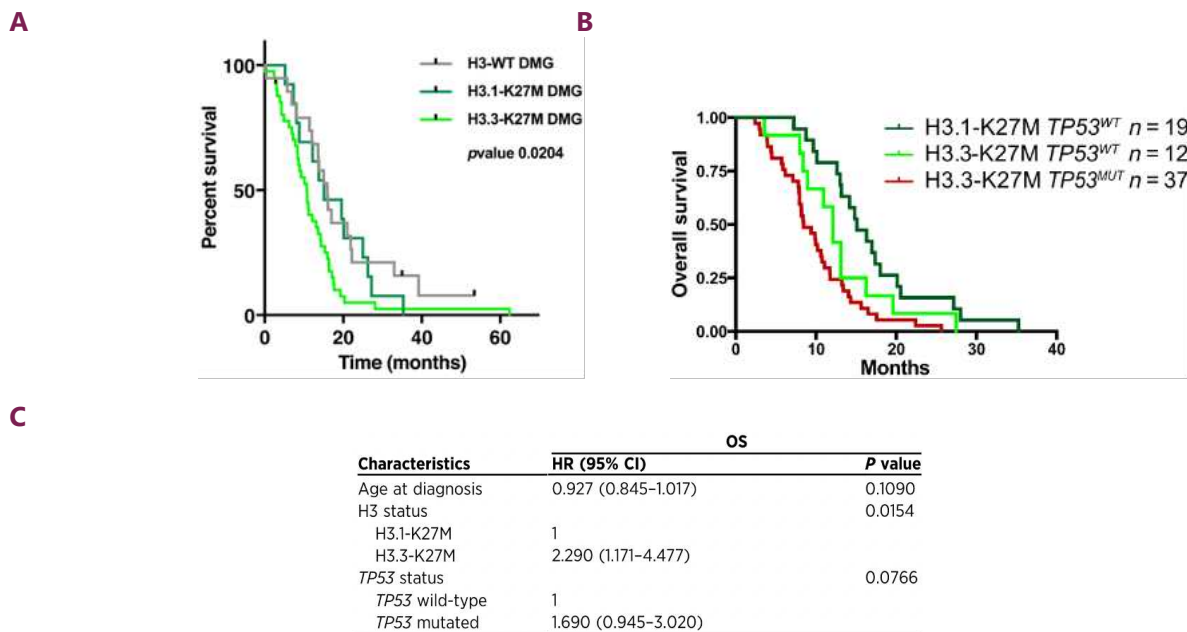 A
100
50
0
0
20
40
60
Percent survival
Time (months)
H3-WT DMG
H3.1-K27M DMG
H3.3-K27M DMG
pvalue 0.0204
B
1.00
0.75
0.50
0.25
0.00
0
10
20
30
40
Overall survival
Months
H3.1-K27M TP53WT n = 19
H3.3-K27M TP53WT n = 12
H3.3-K27M TP53MUT n = 37
C
OS
Characteristics HR (95% CI) P value
Age at diagnosis 0.927 (0.845–1.017) 0.1090
H3 status 0.0154
H3.1-K27M 1
H3.3-K27M 2.290 (1.171–4.477)
TP53 status 0.0766
TP53 wild-type 1
TP53 mutated 1.690 (0.945–3.020)